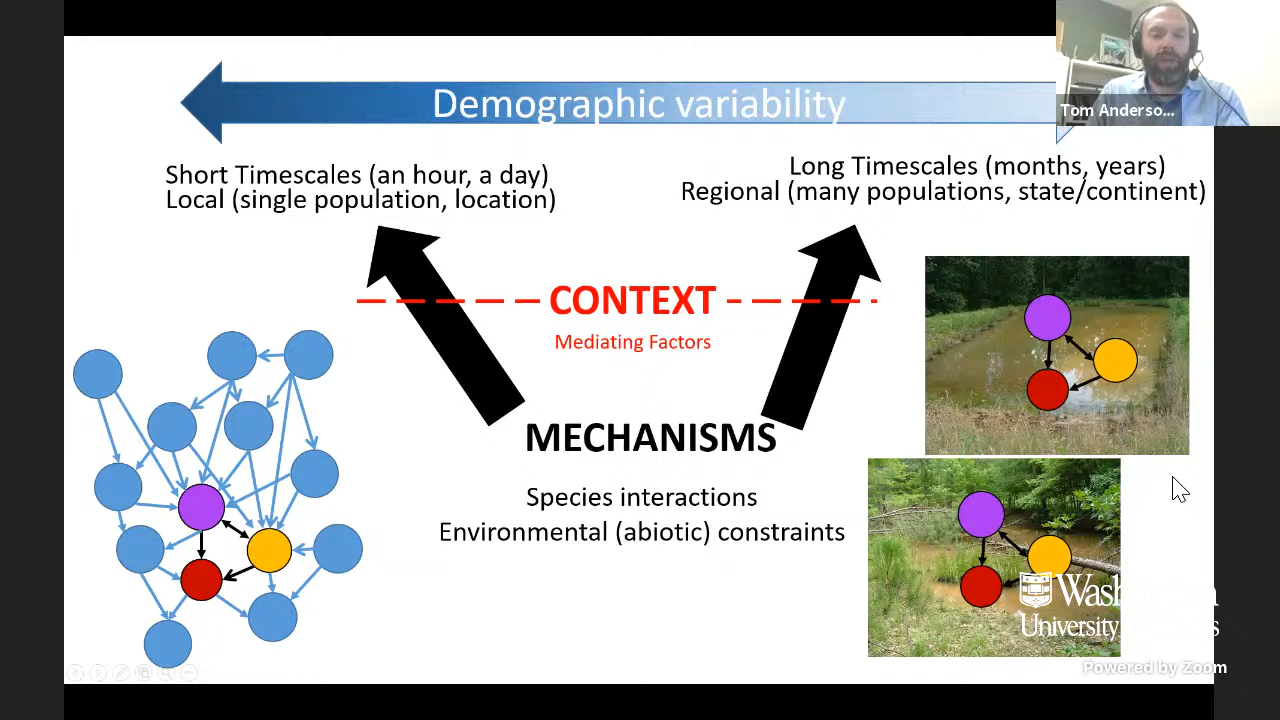 Demographic variability
Tom Anderso...
Short Timescales (an hour, a day)
Local (single population, location)
Long Timescales (months, years)
Regional (many populations, state/continent)
CONTEXT
Mediating Factors
MECHANISMS
Species interactions
Environmental (abiotic) constraints
University
Powered by Zoom